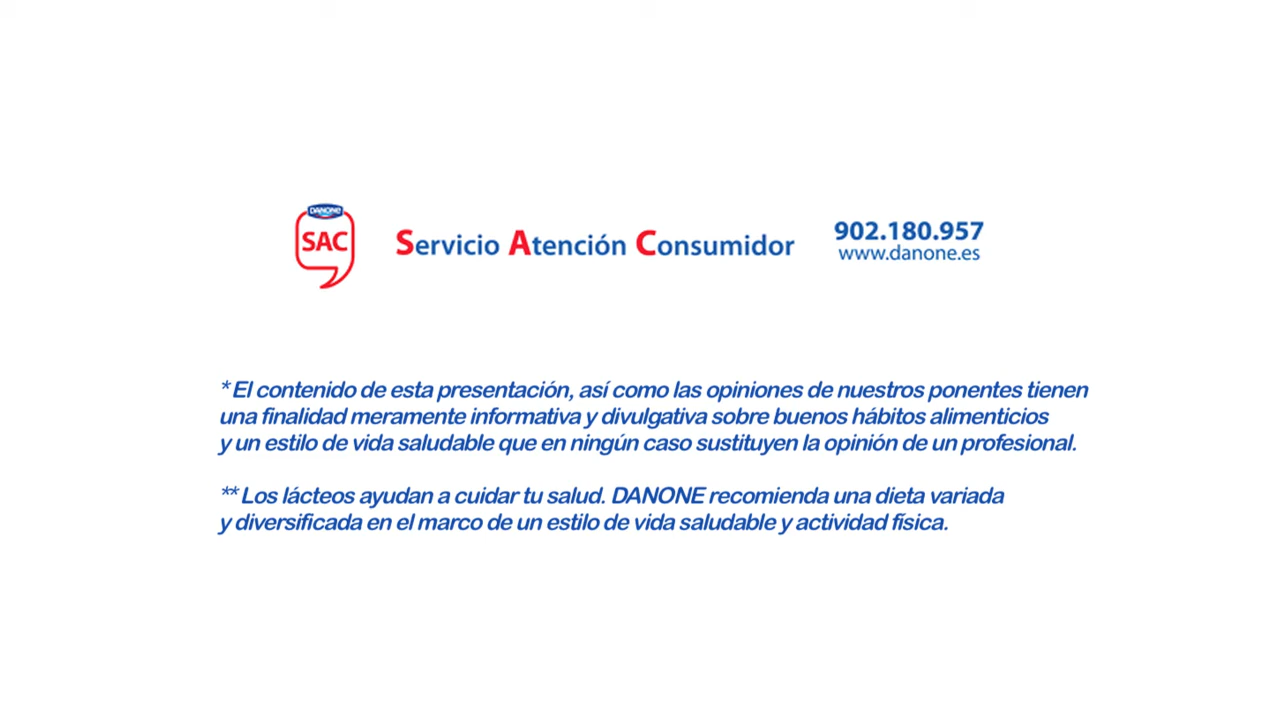 DANONE
SAC
Servicio Atención Consumidor
902.180.957
www.danone.es
* El contenido de esta presentación, así como las opiniones de nuestros ponentes tienen
una finalidad meramente informativa y divulgativa sobre buenos hábitos alimenticios
y un estilo de vida saludable que en ningún caso sustituyen la opinión de un profesional.
** Los lácteos ayudan a cuidar tu salud. DANONE recomienda una dieta variada
y diversificada en el marco de un estilo de vida saludable y actividad física.